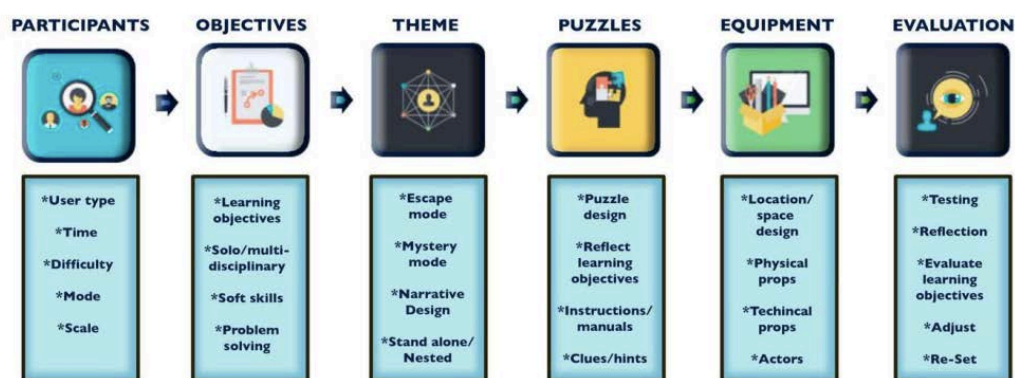 PARTICIPANTS
OBJECTIVES
THEME
PUZZLES
EQUIPMENT
EVALUATION
*User type
*Time
*Difficulty
*Mode
*Scale
*Learning
objectives
*Solo/multi-
disciplinary
*Soft skills
*Problem
solving
*Escape
mode
*Mystery
mode
*Narrative
Design
*Stand alone/
Nested
*Puzzle
design
*Reflect
learning
objectives
*Instructions/
manuals
*Clues/hints
*Location/
space
design
*Physical
props
*Techincal
props
*Actors
*Testing
*Reflection
*Evaluate
learning
objectives
*Adjust
*Re-Set